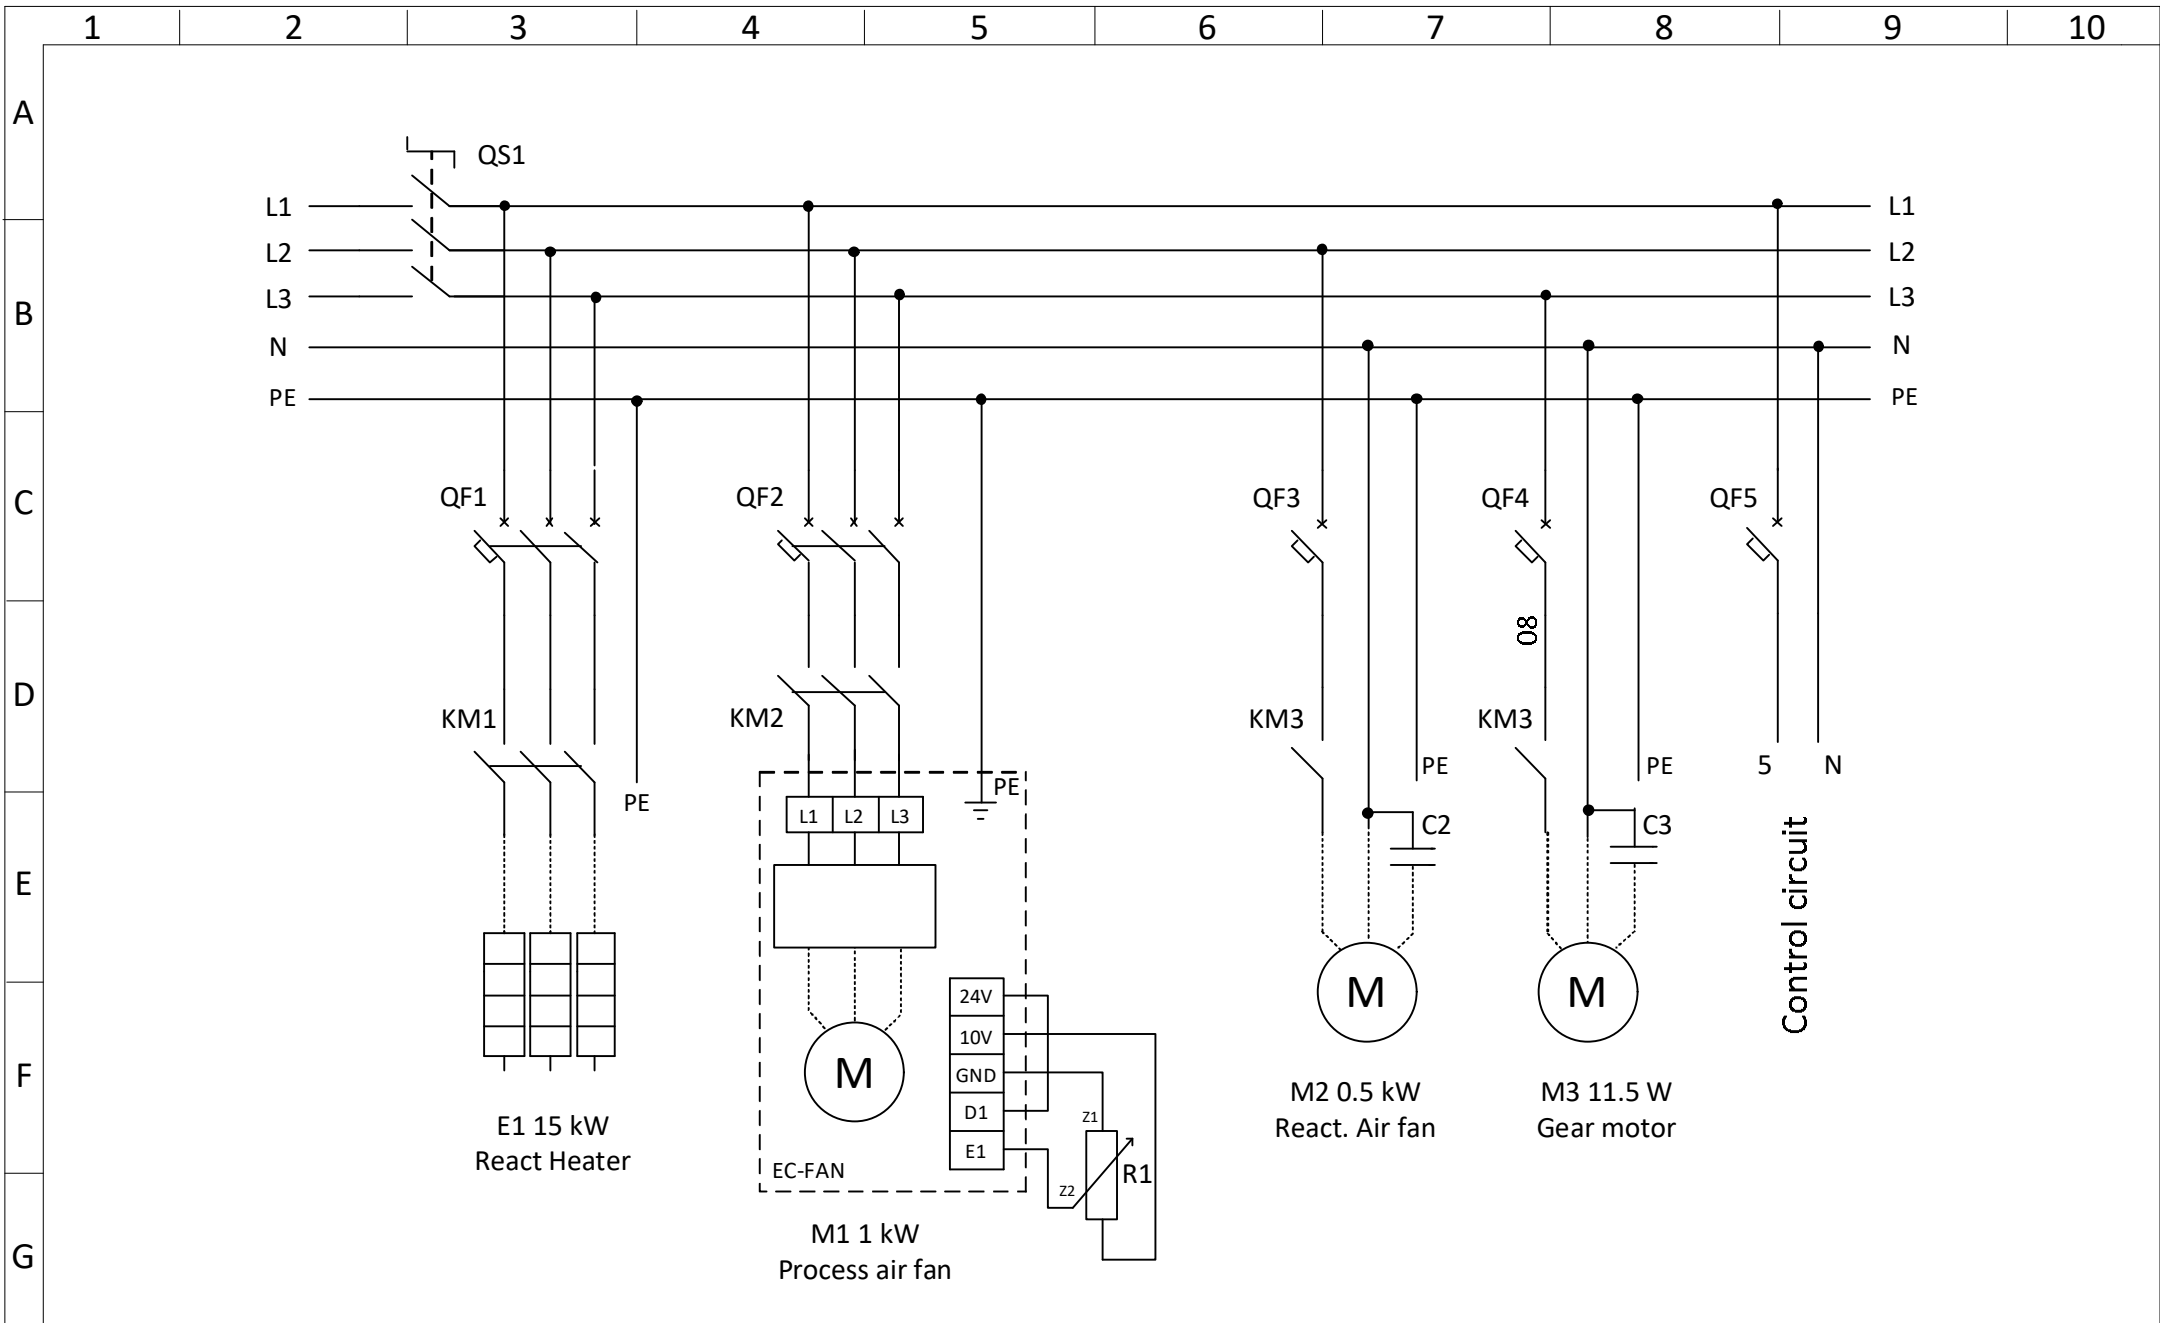 1 2 3 4 5 6 7 8 9 10
A
QS1
L1 L1
L2 L2
B
L3 L3
N N
PE PE
C
QF1 QF2 QF3 QF4 QF5
08
D
KM1 KM2 KM3 KM3
PE PE 5 N
PE PE
L1 L2 L3
C2 C3
E
Control circuit
24V
M M
10V
F
M
GND
D1
Z1
E1
Z2
R1
EC-FAN
E1 15 kW
React Heater
M2 0.5 kW
React. Air fan
M3 11.5 W
Gear motor
M1 1 kW
Process air fan
G